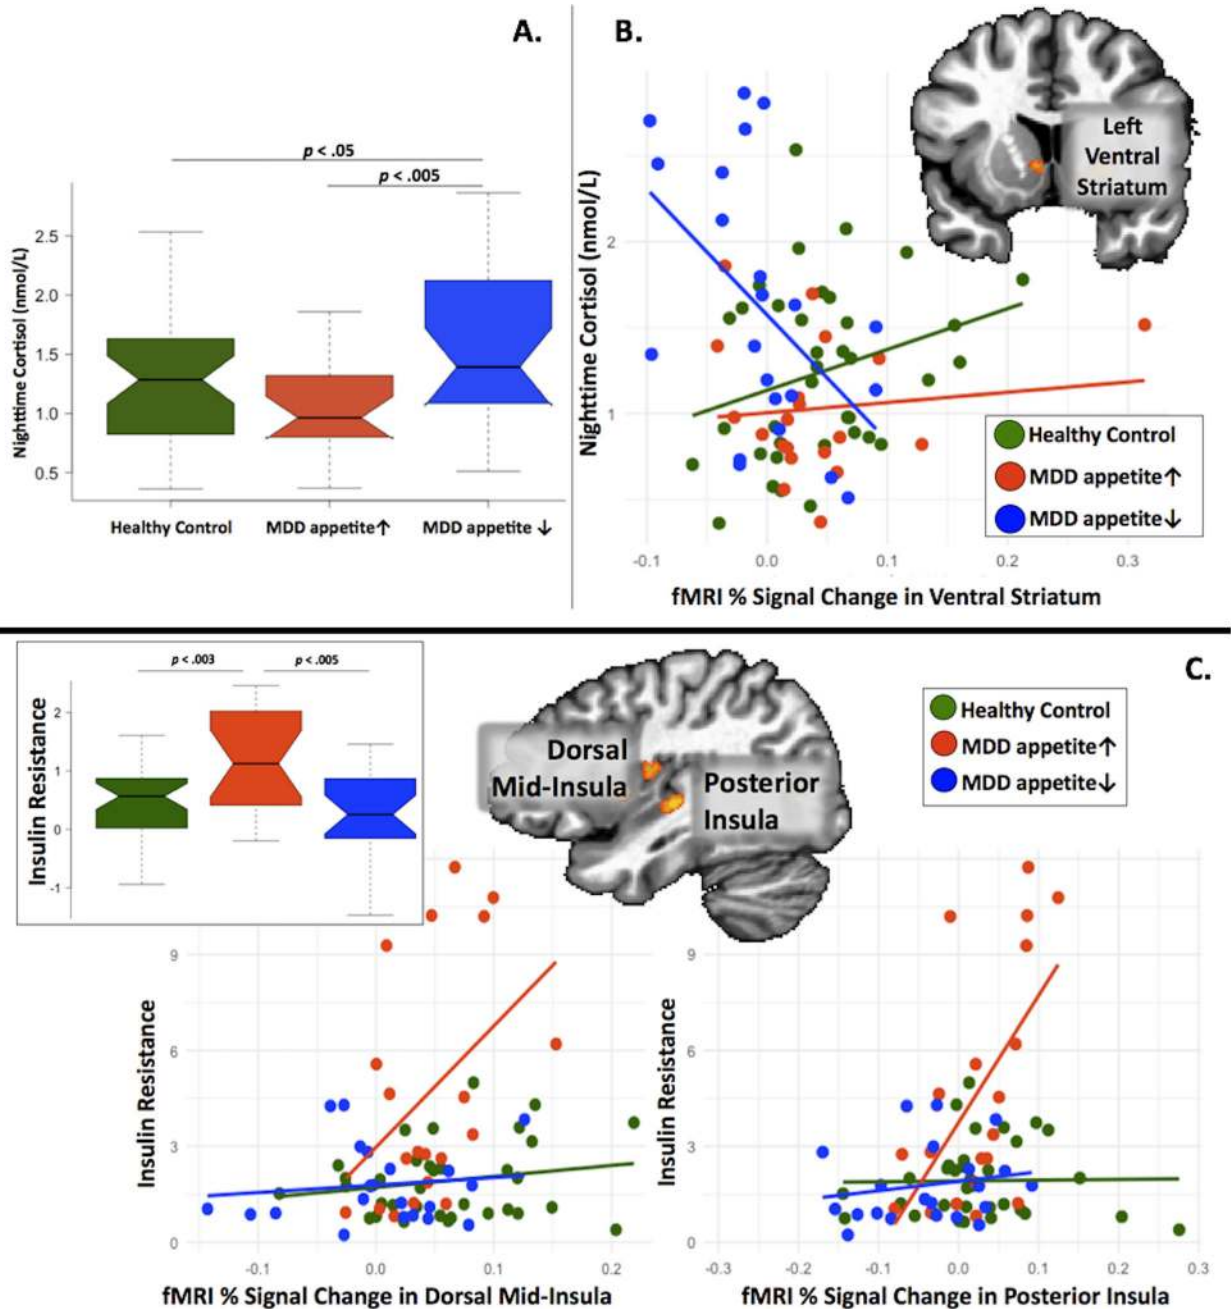 A.
p < .05
p < .005
Nighttime Cortisol (nmol/L)
2.5
2.0
1.5
1.0
0.5
Healthy Control
MDD appetite↑
MDD appetite ↓
B.
Left
Ventral
Striatum
Nighttime Cortisol (nmol/L)
2
1
Healthy Control
MDD appetite↑
MDD appetite↓
-0.1
0.0
0.1
0.2
0.3
fMRI % Signal Change in Ventral Striatum
C.
p < .003
p < .005
Insulin Resistance
2
1
0
-1
Dorsal
Mid-Insula
Posterior
Insula
Healthy Control
MDD appetite↑
MDD appetite↓
Insulin Resistance
9
6
3
0
-0.1
0.0
0.1
0.2
fMRI % Signal Change in Dorsal Mid-Insula
Insulin Resistance
9
6
3
0
-0.3
-0.2
-0.1
0.0
0.1
0.2
0.3
fMRI % Signal Change in Posterior Insula